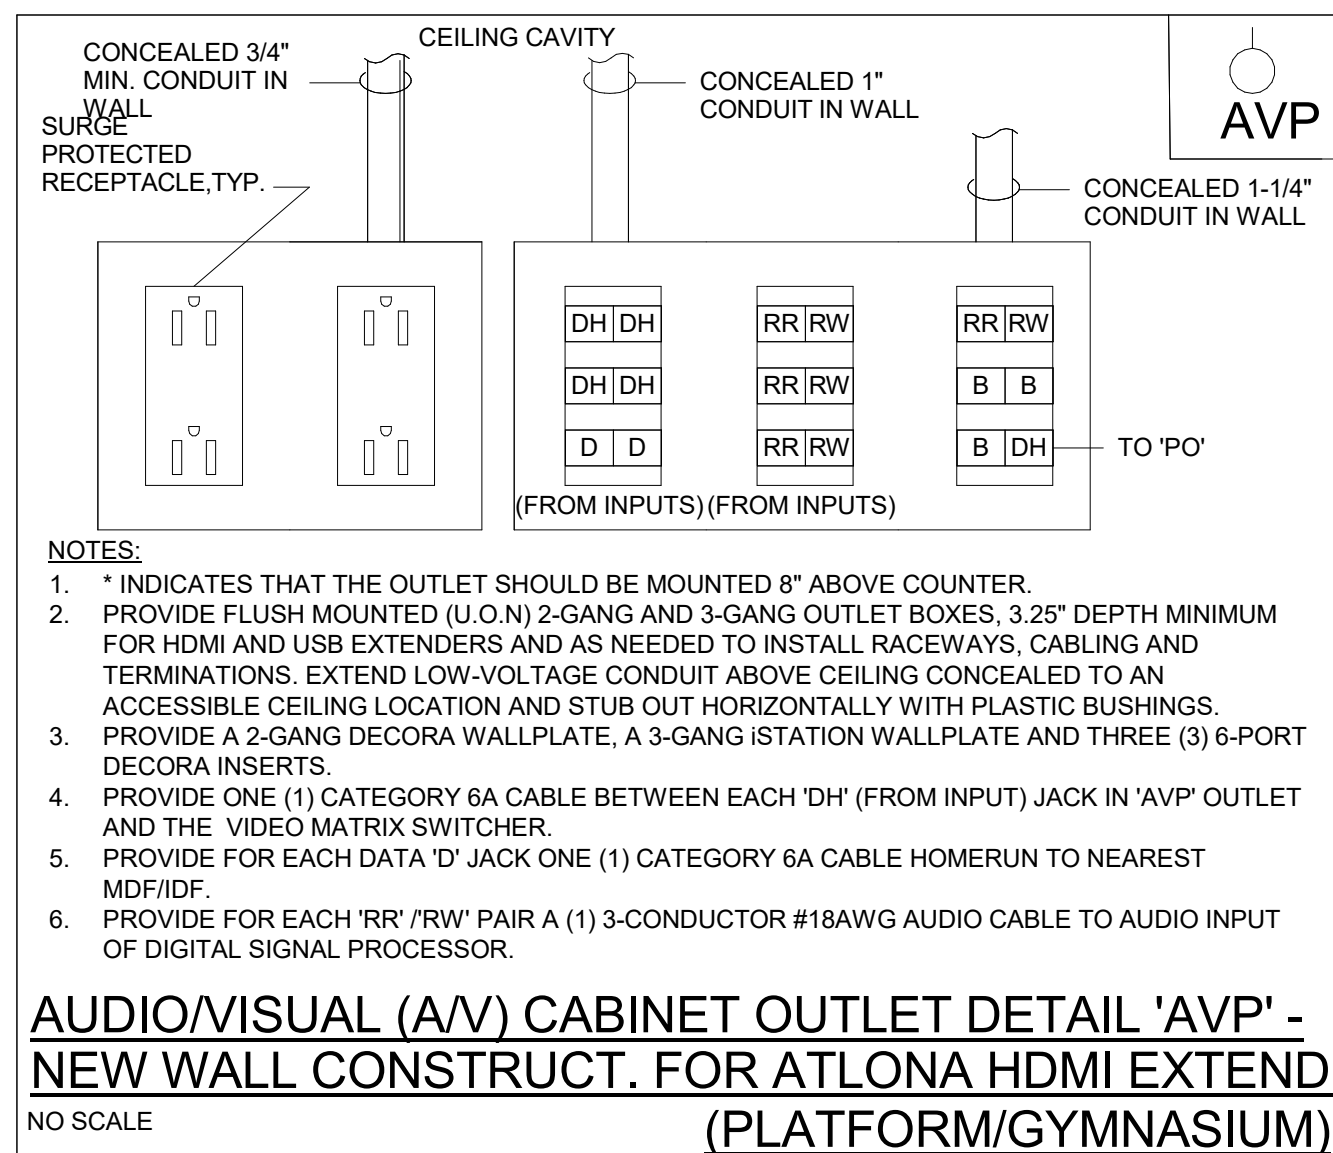 CEILING CAVITY
CONCEALED 3/4"
MIN. CONDUIT IN
WALL
SURGE
PROTECTED
RECEPTACLE,TYP.
CONCEALED 1"
CONDUIT IN WALL
AVP
CONCEALED 1-1/4"
CONDUIT IN WALL
DH DH RR RW RR RW
DH DH RR RW B B
D D RR RW B DH TO 'PO'
(FROM INPUTS) (FROM INPUTS)
NOTES:
1. * INDICATES THAT THE OUTLET SHOULD BE MOUNTED 8" ABOVE COUNTER.
2. PROVIDE FLUSH MOUNTED (U.O.N) 2-GANG AND 3-GANG OUTLET BOXES, 3.25" DEPTH MINIMUM
FOR HDMI AND USB EXTENDERS AND AS NEEDED TO INSTALL RACEWAYS, CABLING AND
TERMINATIONS. EXTEND LOW-VOLTAGE CONDUIT ABOVE CEILING CONCEALED TO AN
ACCESSIBLE CEILING LOCATION AND STUB OUT HORIZONTALLY WITH PLASTIC BUSHINGS.
3. PROVIDE A 2-GANG DECORA WALLPLATE, A 3-GANG iSTATION WALLPLATE AND THREE (3) 6-PORT
DECORA INSERTS.
4. PROVIDE ONE (1) CATEGORY 6A CABLE BETWEEN EACH 'DH' (FROM INPUT) JACK IN 'AVP' OUTLET
AND THE VIDEO MATRIX SWITCHER.
5. PROVIDE FOR EACH DATA 'D' JACK ONE (1) CATEGORY 6A CABLE HOMERUN TO NEAREST
MDF/IDF.
6. PROVIDE FOR EACH 'RR' /'RW' PAIR A (1) 3-CONDUCTOR #18AWG AUDIO CABLE TO AUDIO INPUT
OF DIGITAL SIGNAL PROCESSOR.
AUDIO/VISUAL (A/V) CABINET OUTLET DETAIL 'AVP' -
NEW WALL CONSTRUCT. FOR ATLONA HDMI EXTEND
(PLATFORM/GYMNASIUM)
NO SCALE